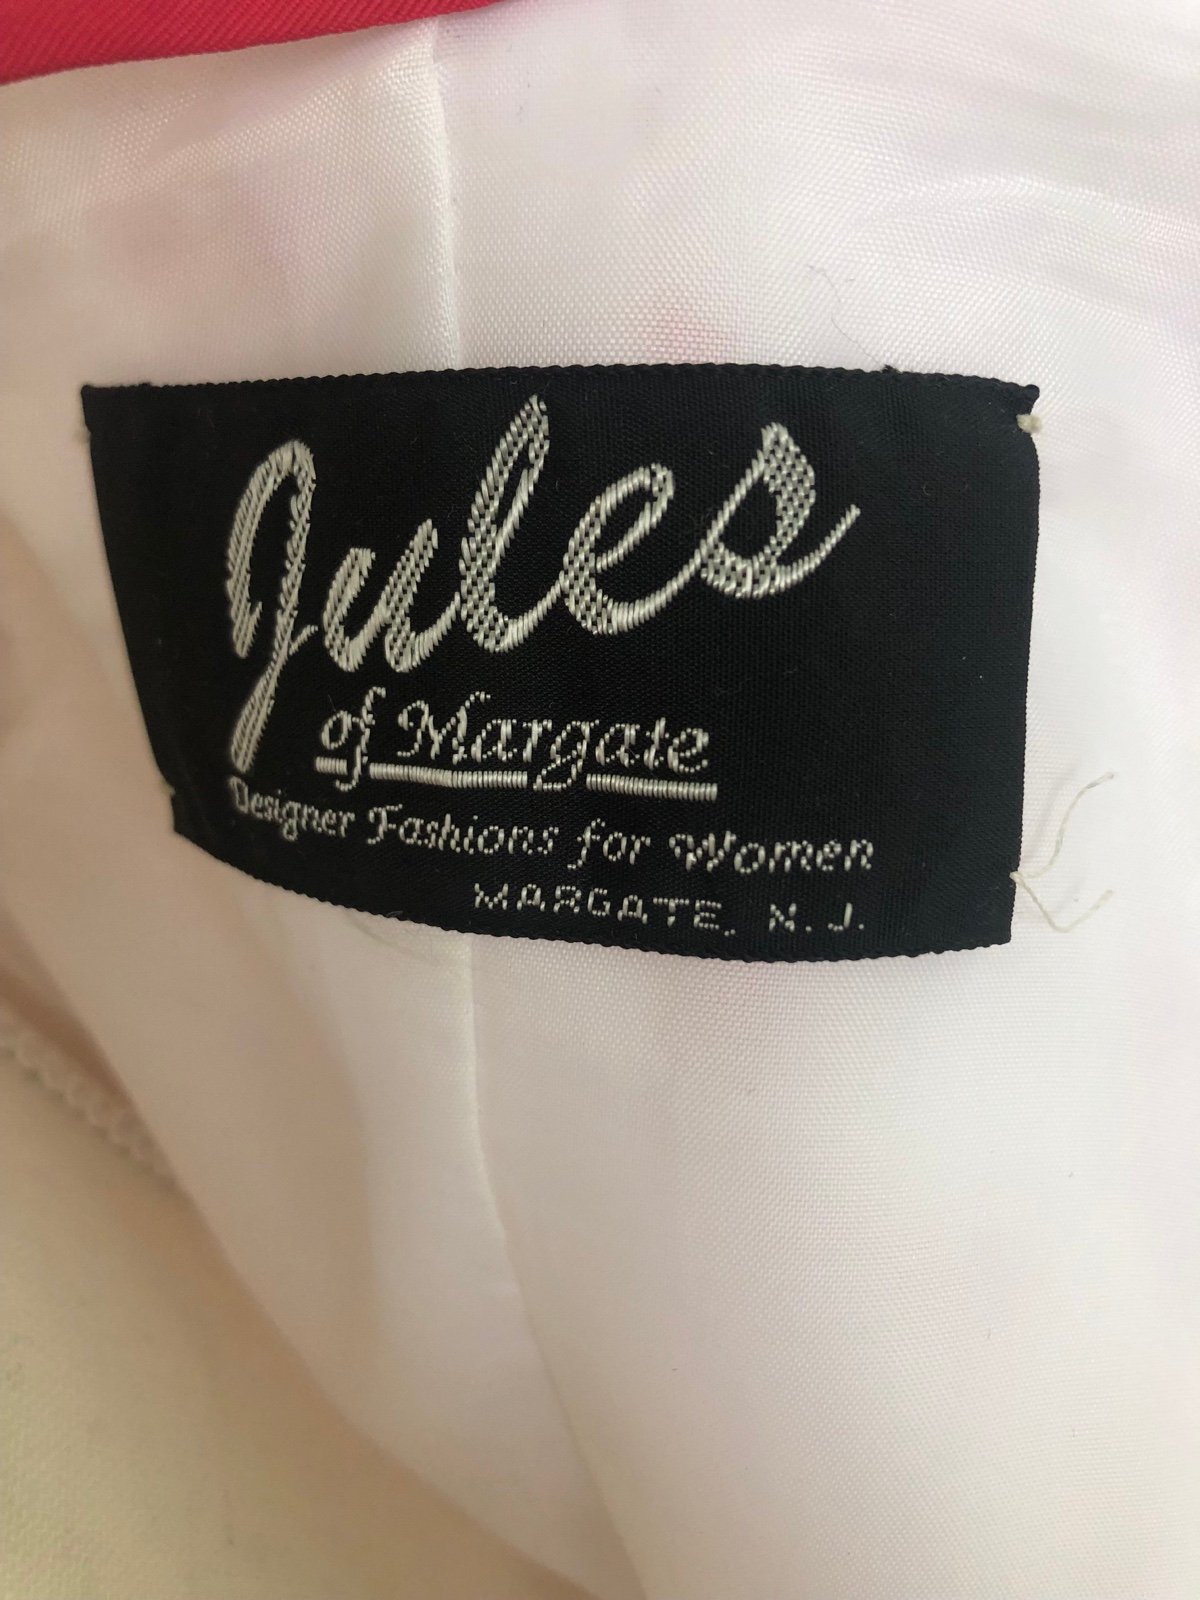 Jules
of Margate
Designer Fashions for Women
MARGATE, N.J.